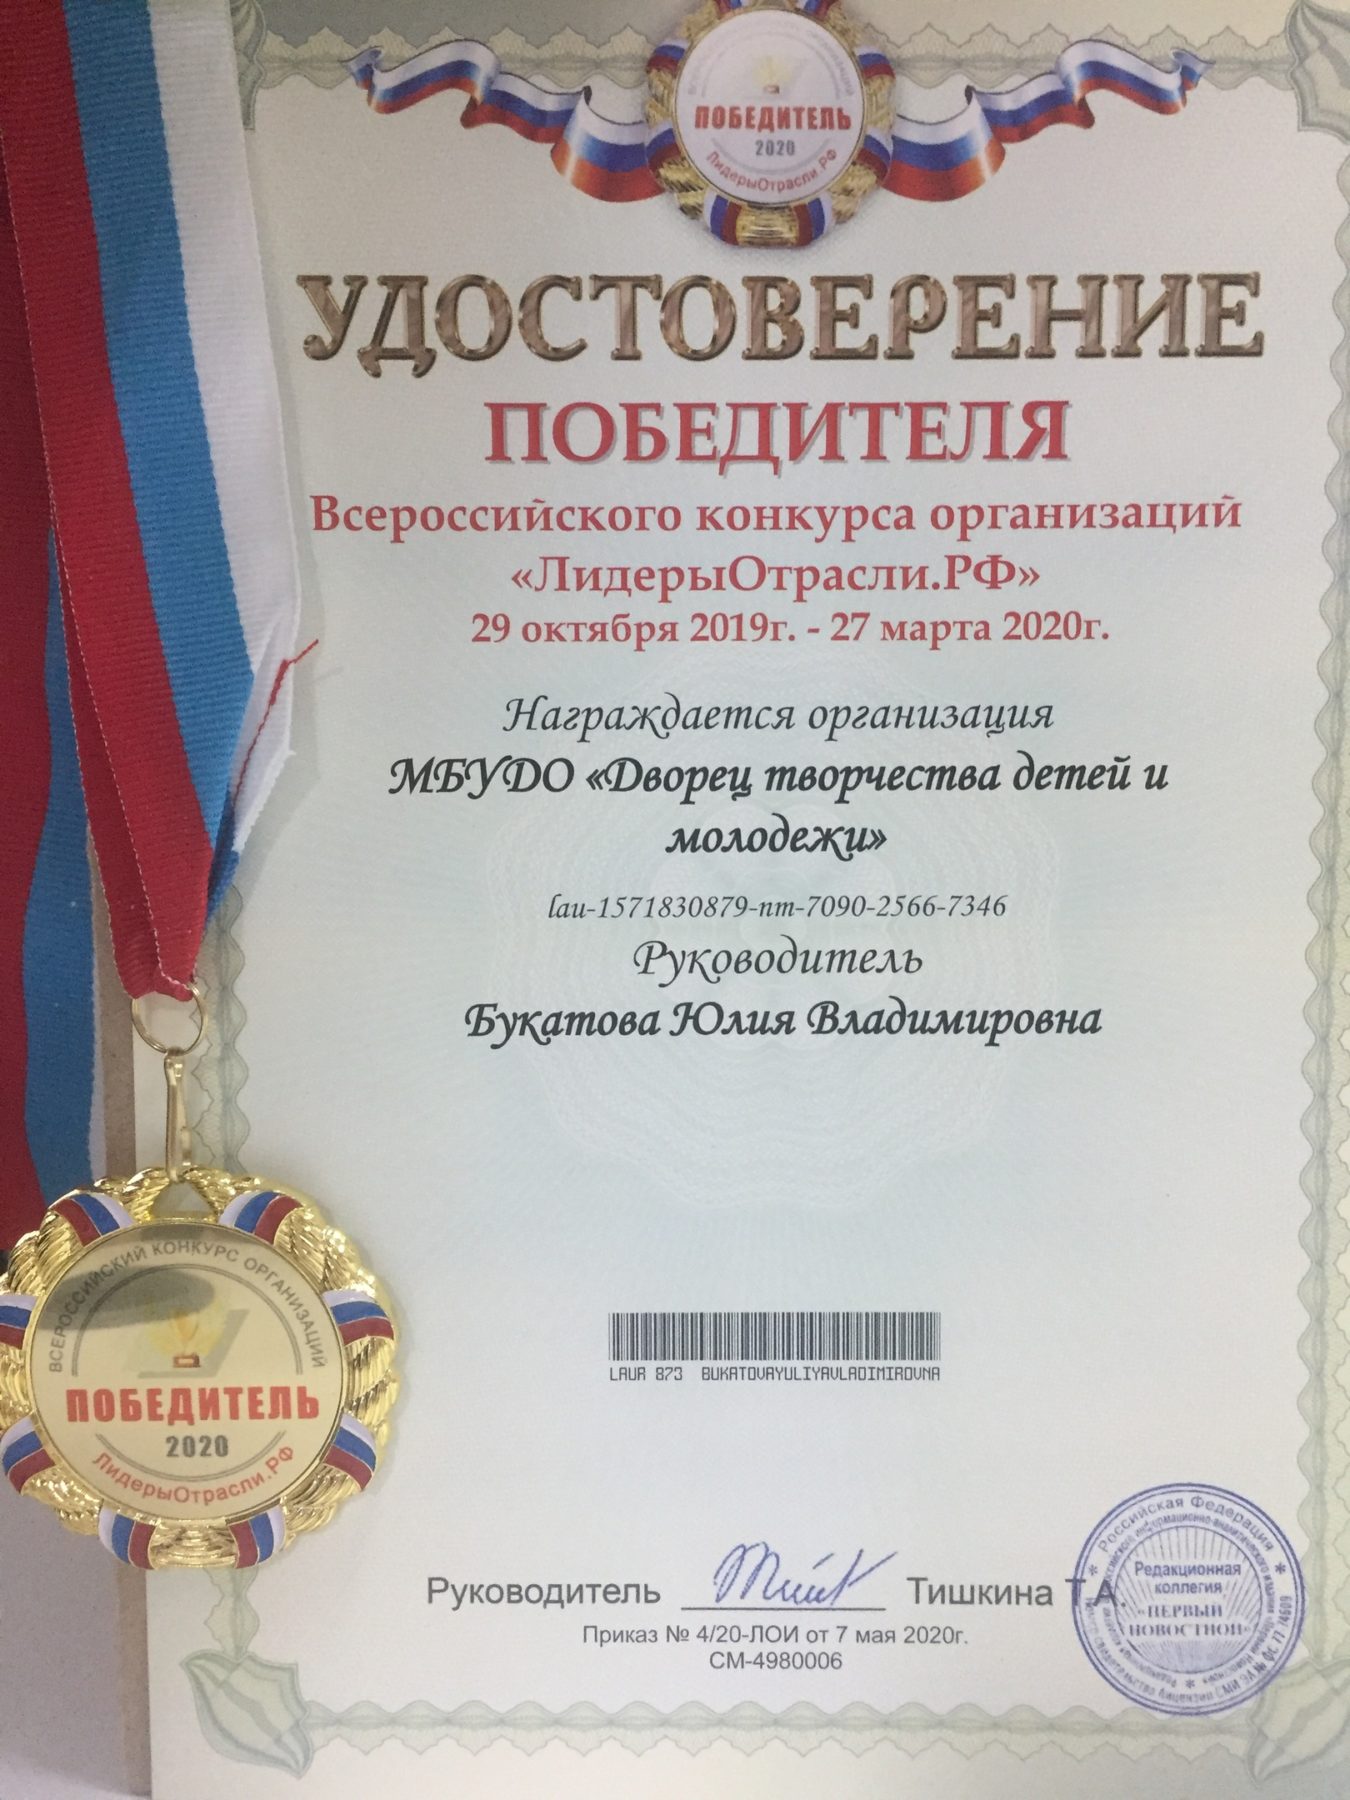 ПОБЕДИТЕЛЬ
2020
ЛидерыОтрасли.РФ
УДОСТОВЕРЕНИЕ
ПОБЕДИТЕЛЯ
Всероссийского конкурса организаций
«ЛидерыОтрасли.РФ»
29 октября 2019г. - 27 марта 2020г.
Награждается организация
МБУДО «Дворец творчества детей и
молодежи»
lau-1571830879-nm-7090-2566-7346
Руководитель
Букатова Юлия Владимировна
ВСЕРОССИЙСКИЙ КОНКУРС ОРГАНИЗАЦИЙ
ПОБЕДИТЕЛЬ
2020
ЛидерыОтрасли.РФ
LAUR 873 BUKATOVAYULIYAVLADIMIROVNA
Руководитель Тишкина Т.А.
Приказ № 4/20-ЛОИ от 7 мая 2020г.
СМ-4980006
Российская Федерация
Редакционная
коллегия
«ПЕРВЫЙ
НОВОСТНОЙ»